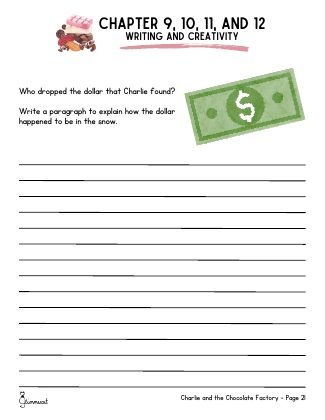 CHAPTER 9, 10, 11, AND 12
WRITING AND CREATIVITY
Who dropped the dollar that Charlie found?
Write a paragraph to explain how the dollar
happened to be in the snow.
$
Charlie and the Chocolate Factory - Page 21